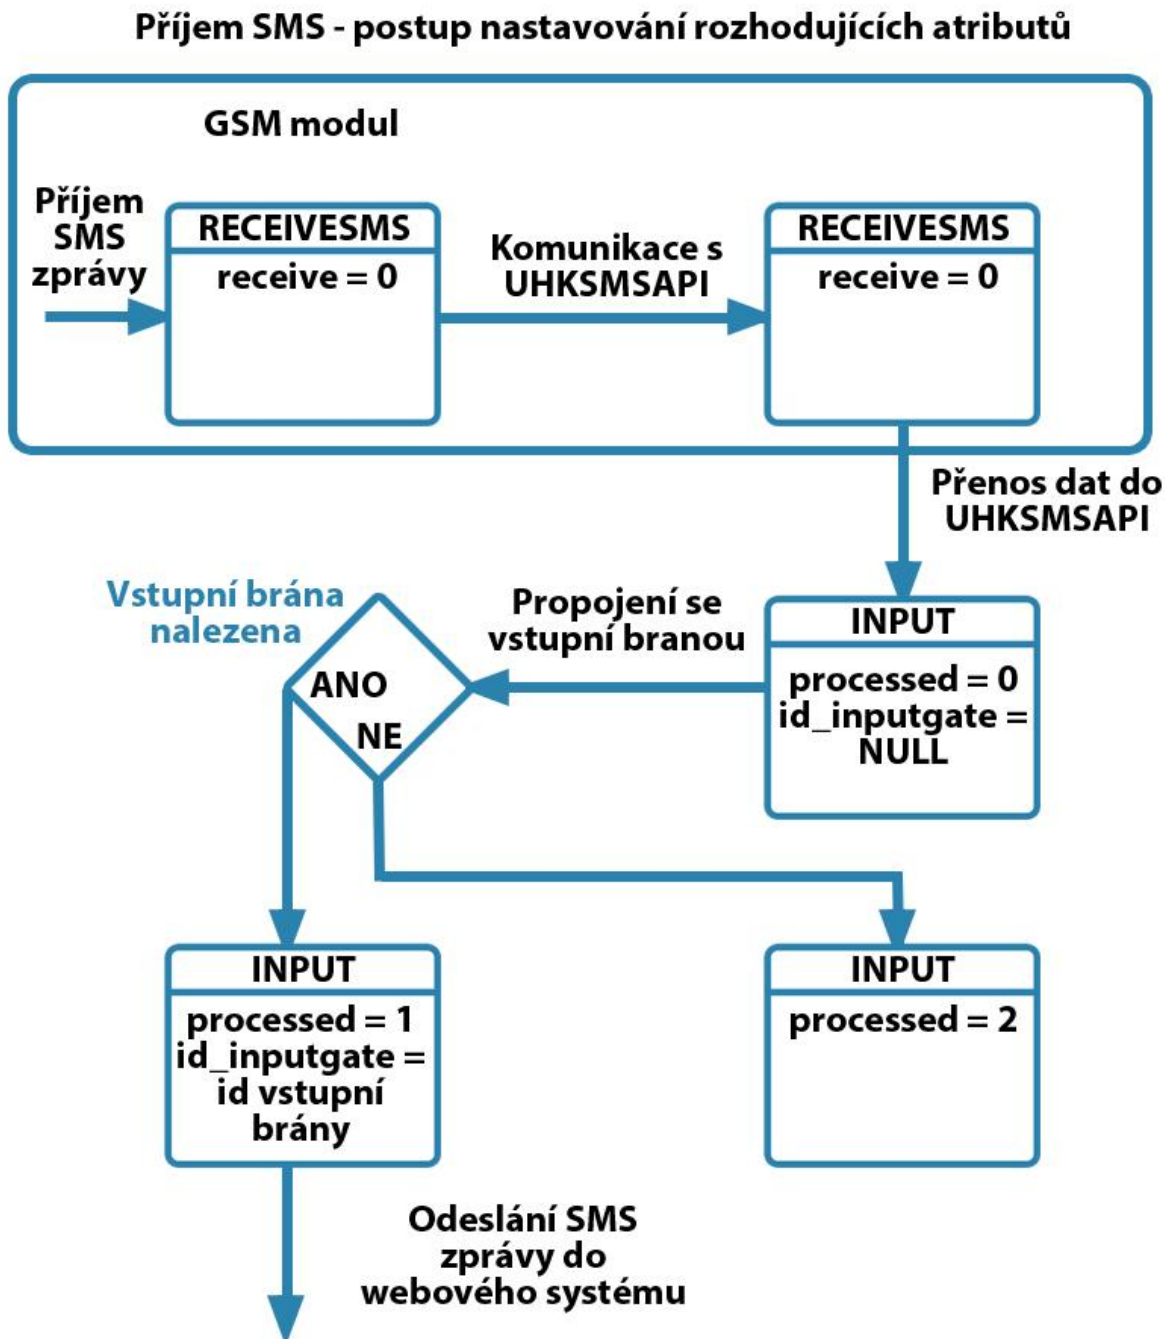 Příjem SMS - postup nastavování rozhodujících atributů
GSM modul
Příjem
SMS
zprávy
RECEIVESMS
receive = 0
Komunikace s
UHKSMSAPI
RECEIVESMS
receive = 0
Přenos dat do
UHKSMSAPI
INPUT
processed = 0
id_inputgate =
NULL
Propojení se
vstupní branou
Vstupní brána
nalezena
ANO
NE
INPUT
processed = 1
id_inputgate =
id vstupní
brány
INPUT
processed = 2
Odeslání SMS
zprávy do
webového systému